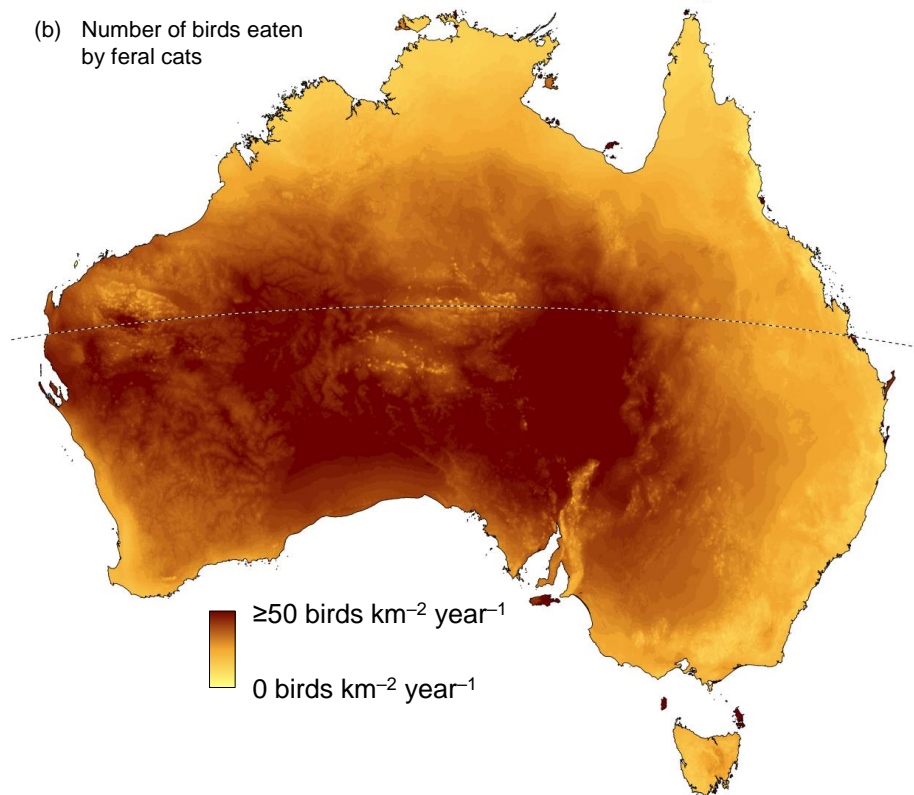 (b) Number of birds eaten
by feral cats
≥50 birds km⁻² year⁻¹
0 birds km⁻² year⁻¹